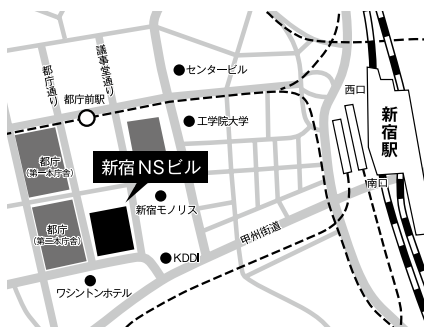 都庁通り
議事堂通り
センタービル
西口
都庁前駅
新宿駅
工学院大学
都庁
(第一本庁舎)
新宿NSビル
南口
新宿モノリス
都庁
(第二本庁舎)
甲州街道
KDDI
ワシントンホテル